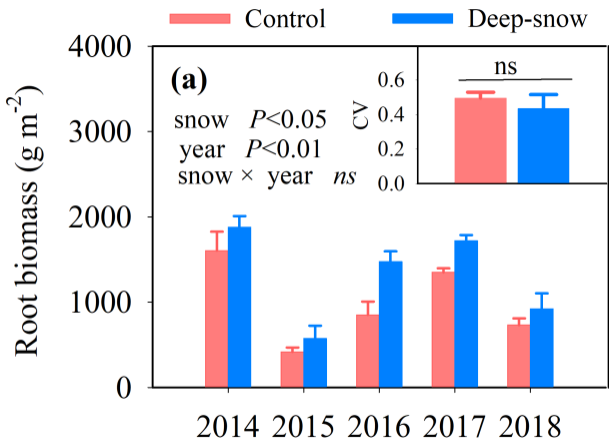 Control Deep-snow
4000
3000
2000
1000
0
Root biomass (g m⁻²)
(a)
snow P<0.05
year P<0.01
snow × year ns
ns
0.6
0.4
0.2
0.0
CV
2014 2015 2016 2017 2018